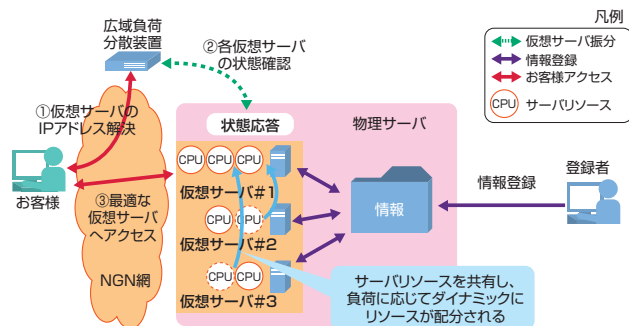 凡例
仮想サーバ振分
情報登録
お客様アクセス
CPU サーバリソース
広域負荷
分散装置
②各仮想サーバ
の状態確認
①仮想サーバの
IPアドレス解決
お客様
③最適な
仮想サーバ
へアクセス
NGN網
状態応答
物理サーバ
CPU CPU CPU
仮想サーバ#1
CPU CPU
仮想サーバ#2
CPU CPU
仮想サーバ#3
情報
情報登録
登録者
サーバリソースを共有し、
負荷に応じてダイナミックに
リソースが配分される